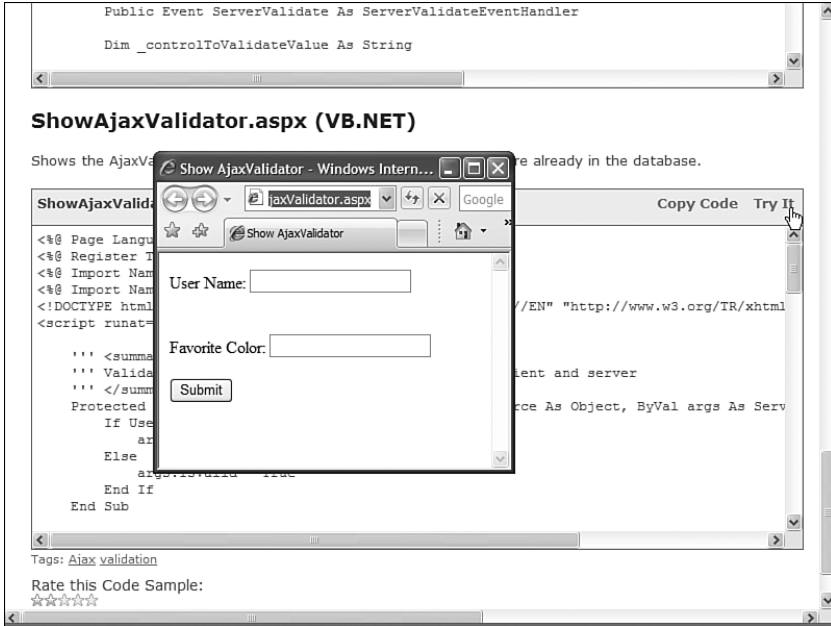 Public Event ServerValidate As ServerValidateEventHandler
Dim _controlToValidateValue As String
ShowAjaxValidator.aspx (VB.NET)
Shows the AjaxVa
re already in the database.
ShowAjaxValid
Copy Code Try It
<%@ Page Langu
<%@ Register T
<%@ Import Nam
<%@ Import Nam
<!DOCTYPE html
//EN" "http://www.w3.org/TR/xhtml
<script runat=
''' <summa
''' Valida
ient and server
''' </summ
Protected
rce As Object, ByVal args As Serv
If Use
ar
Else
End If
End Sub
Show AjaxValidator - Windows Intern...
jaxValidator.aspx
Google
Show AjaxValidator
User Name:
Favorite Color:
Submit
Tags: Ajax validation
Rate this Code Sample: